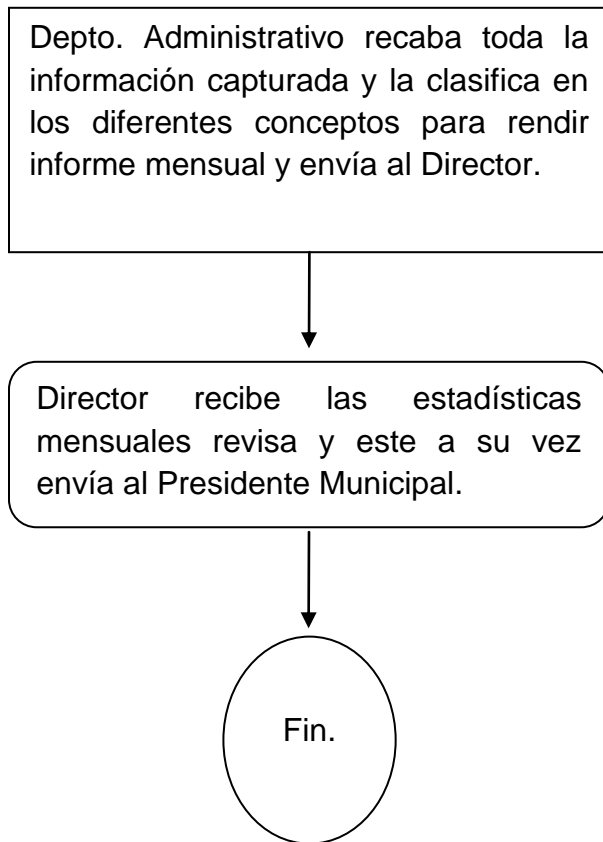 Depto. Administrativo recaba toda la
información capturada y la clasifica en
los diferentes conceptos para rendir
informe mensual y envía al Director.
Director recibe las estadísticas
mensuales revisa y este a su vez
envía al Presidente Municipal.
Fin.